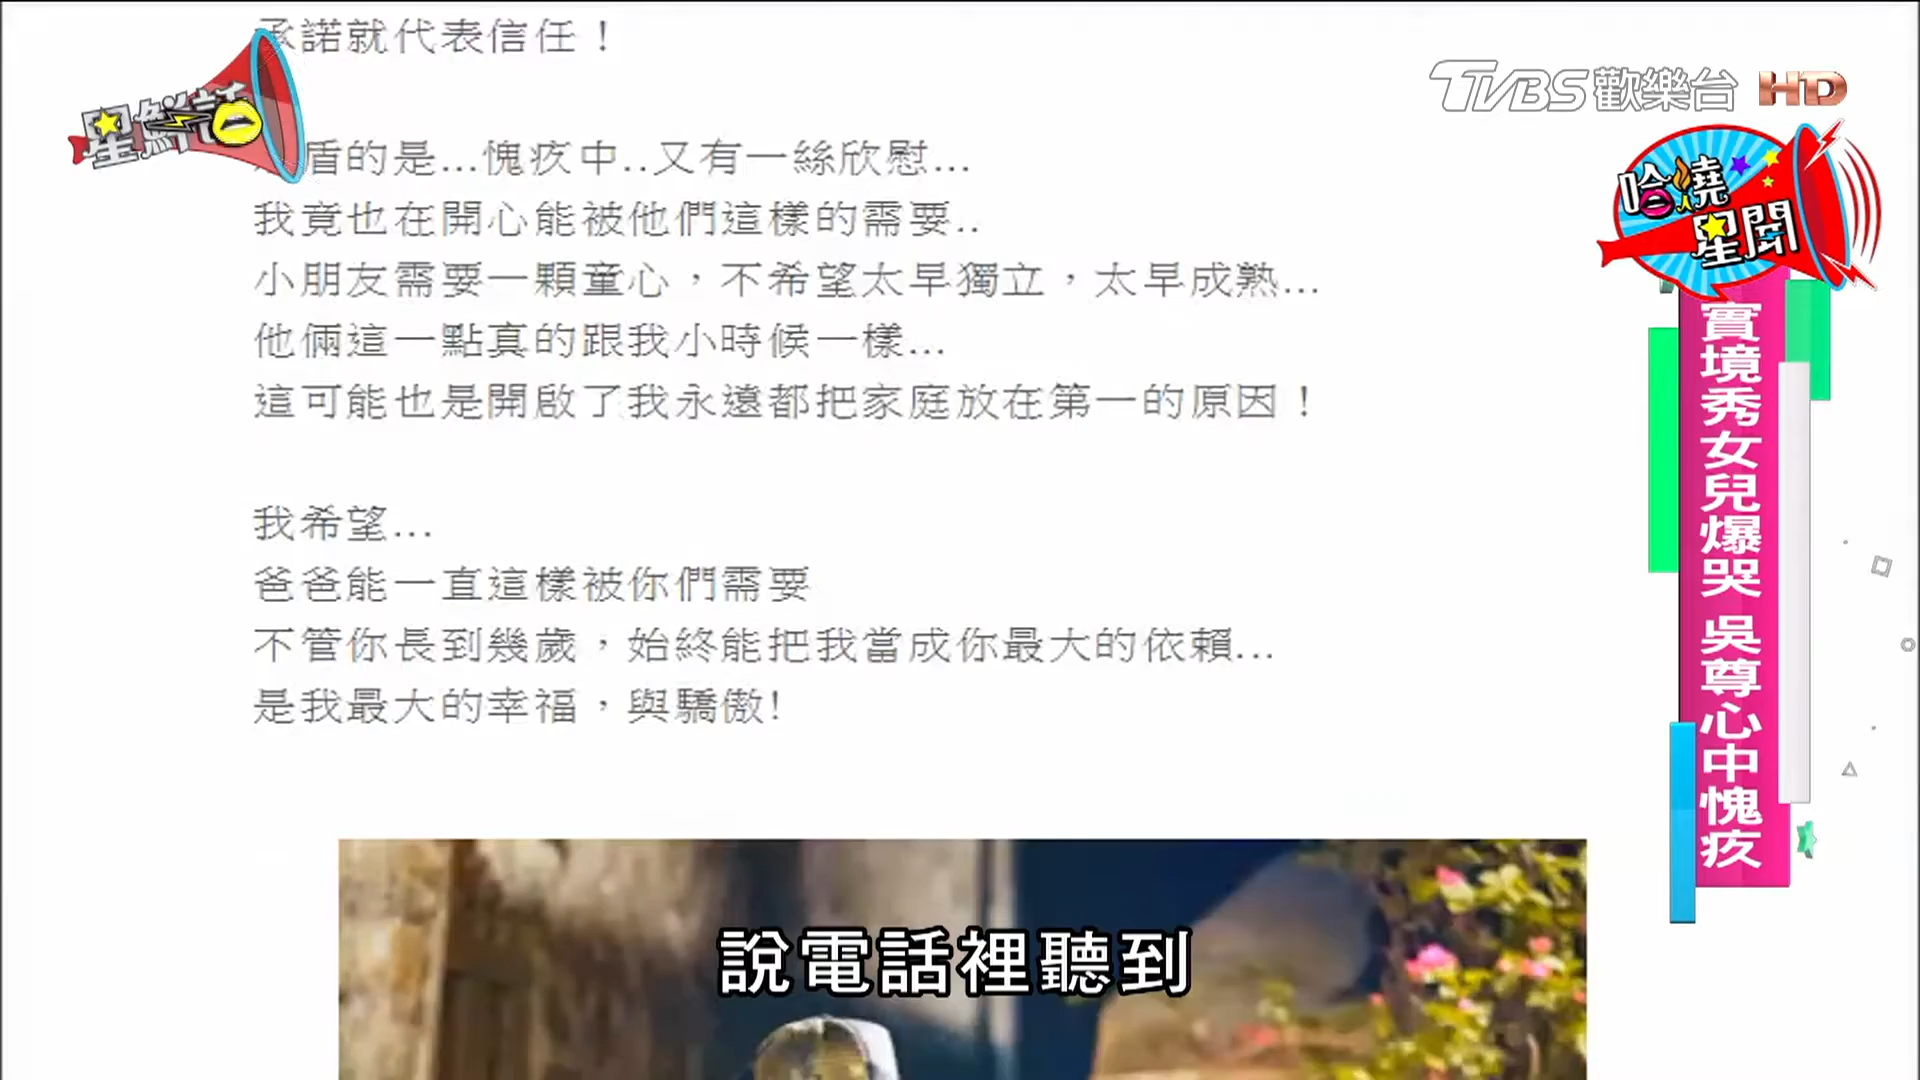 承諾就代表信任！
盾的是...愧疚中..又有一絲欣慰...
我竟也在開心能被他們這樣的需要..
小朋友需要一顆童心，不希望太早獨立，太早成熟...
他倆這一點真的跟我小時候一樣...
這可能也是開啟了我永遠都把家庭放在第一的原因！
我希望...
爸爸能一直這樣被你們需要
不管你長到幾歲，始終能把我當成你最大的依賴...
是我最大的幸福，與驕傲!
說電話裡聽到
星鮮話
TVBS歡樂台 HD
哈燒
星聞
實境秀女兒爆哭 吳尊心中愧疚